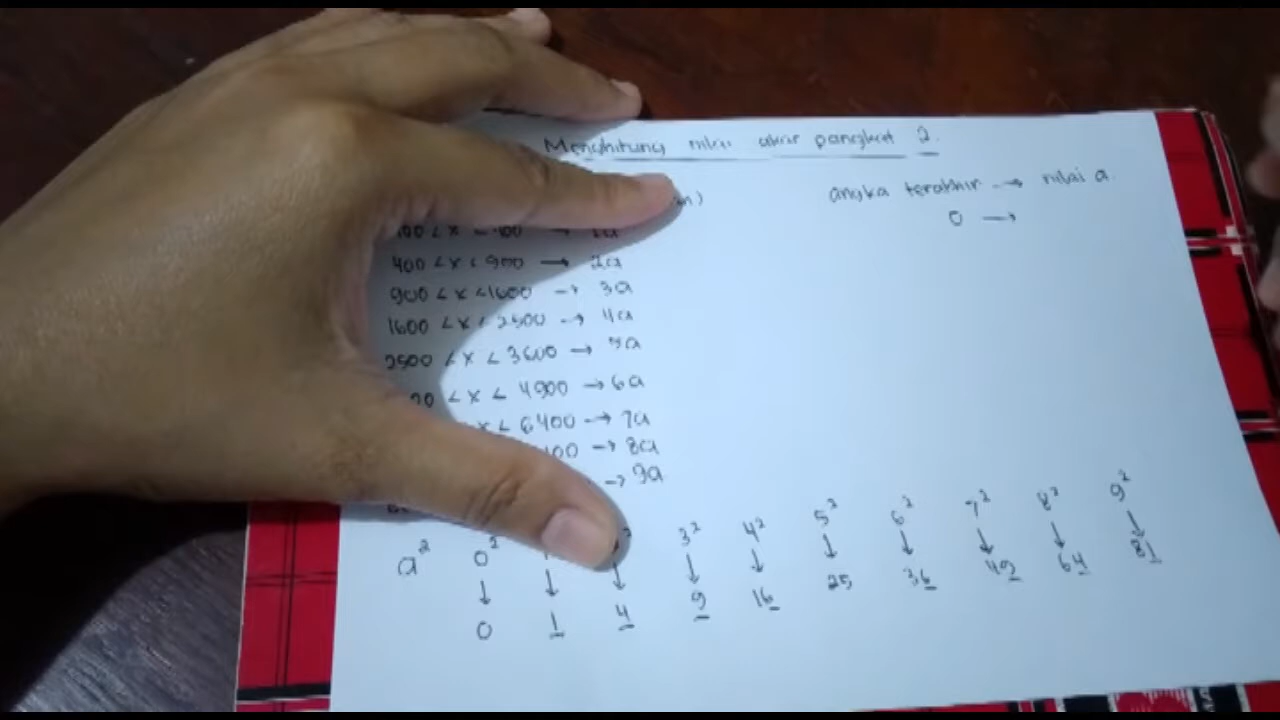 Menghitung nilai akar pangkat 2.
angka terakhir → nilai a
0 →
400 < x < 900 → 2a
900 < x < 1600 → 3a
1600 < x < 2500 → 4a
2500 < x < 3600 → 5a
< x < 4900 → 6a
x < 6400 → 7a
→ 8a
→ 9a
a² 0² 3² 4² 5² 6² 7² 8² 9²
↓ ↓ ↓ ↓ ↓ ↓ ↓ ↓ ↓ ↓
0 1 4 9 16 25 36 49 64 81